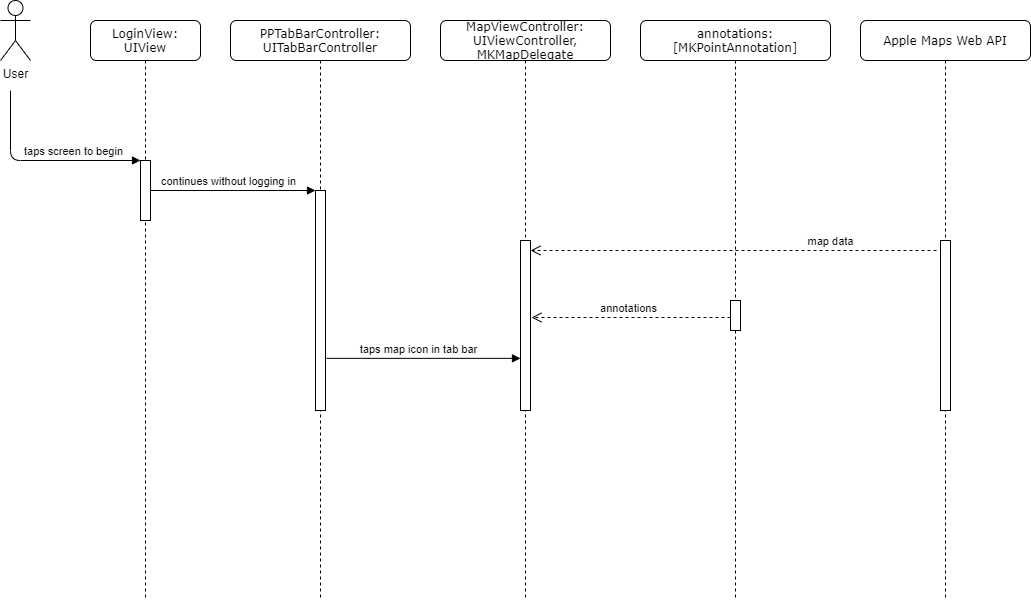 User
LoginView:
UIView
PPTabBarController:
UITabBarController
MapViewController:
UIViewController,
MKMapDelegate
annotations:
[MKPointAnnotation]
Apple Maps Web API
taps screen to begin
continues without logging in
map data
annotations
taps map icon in tab bar